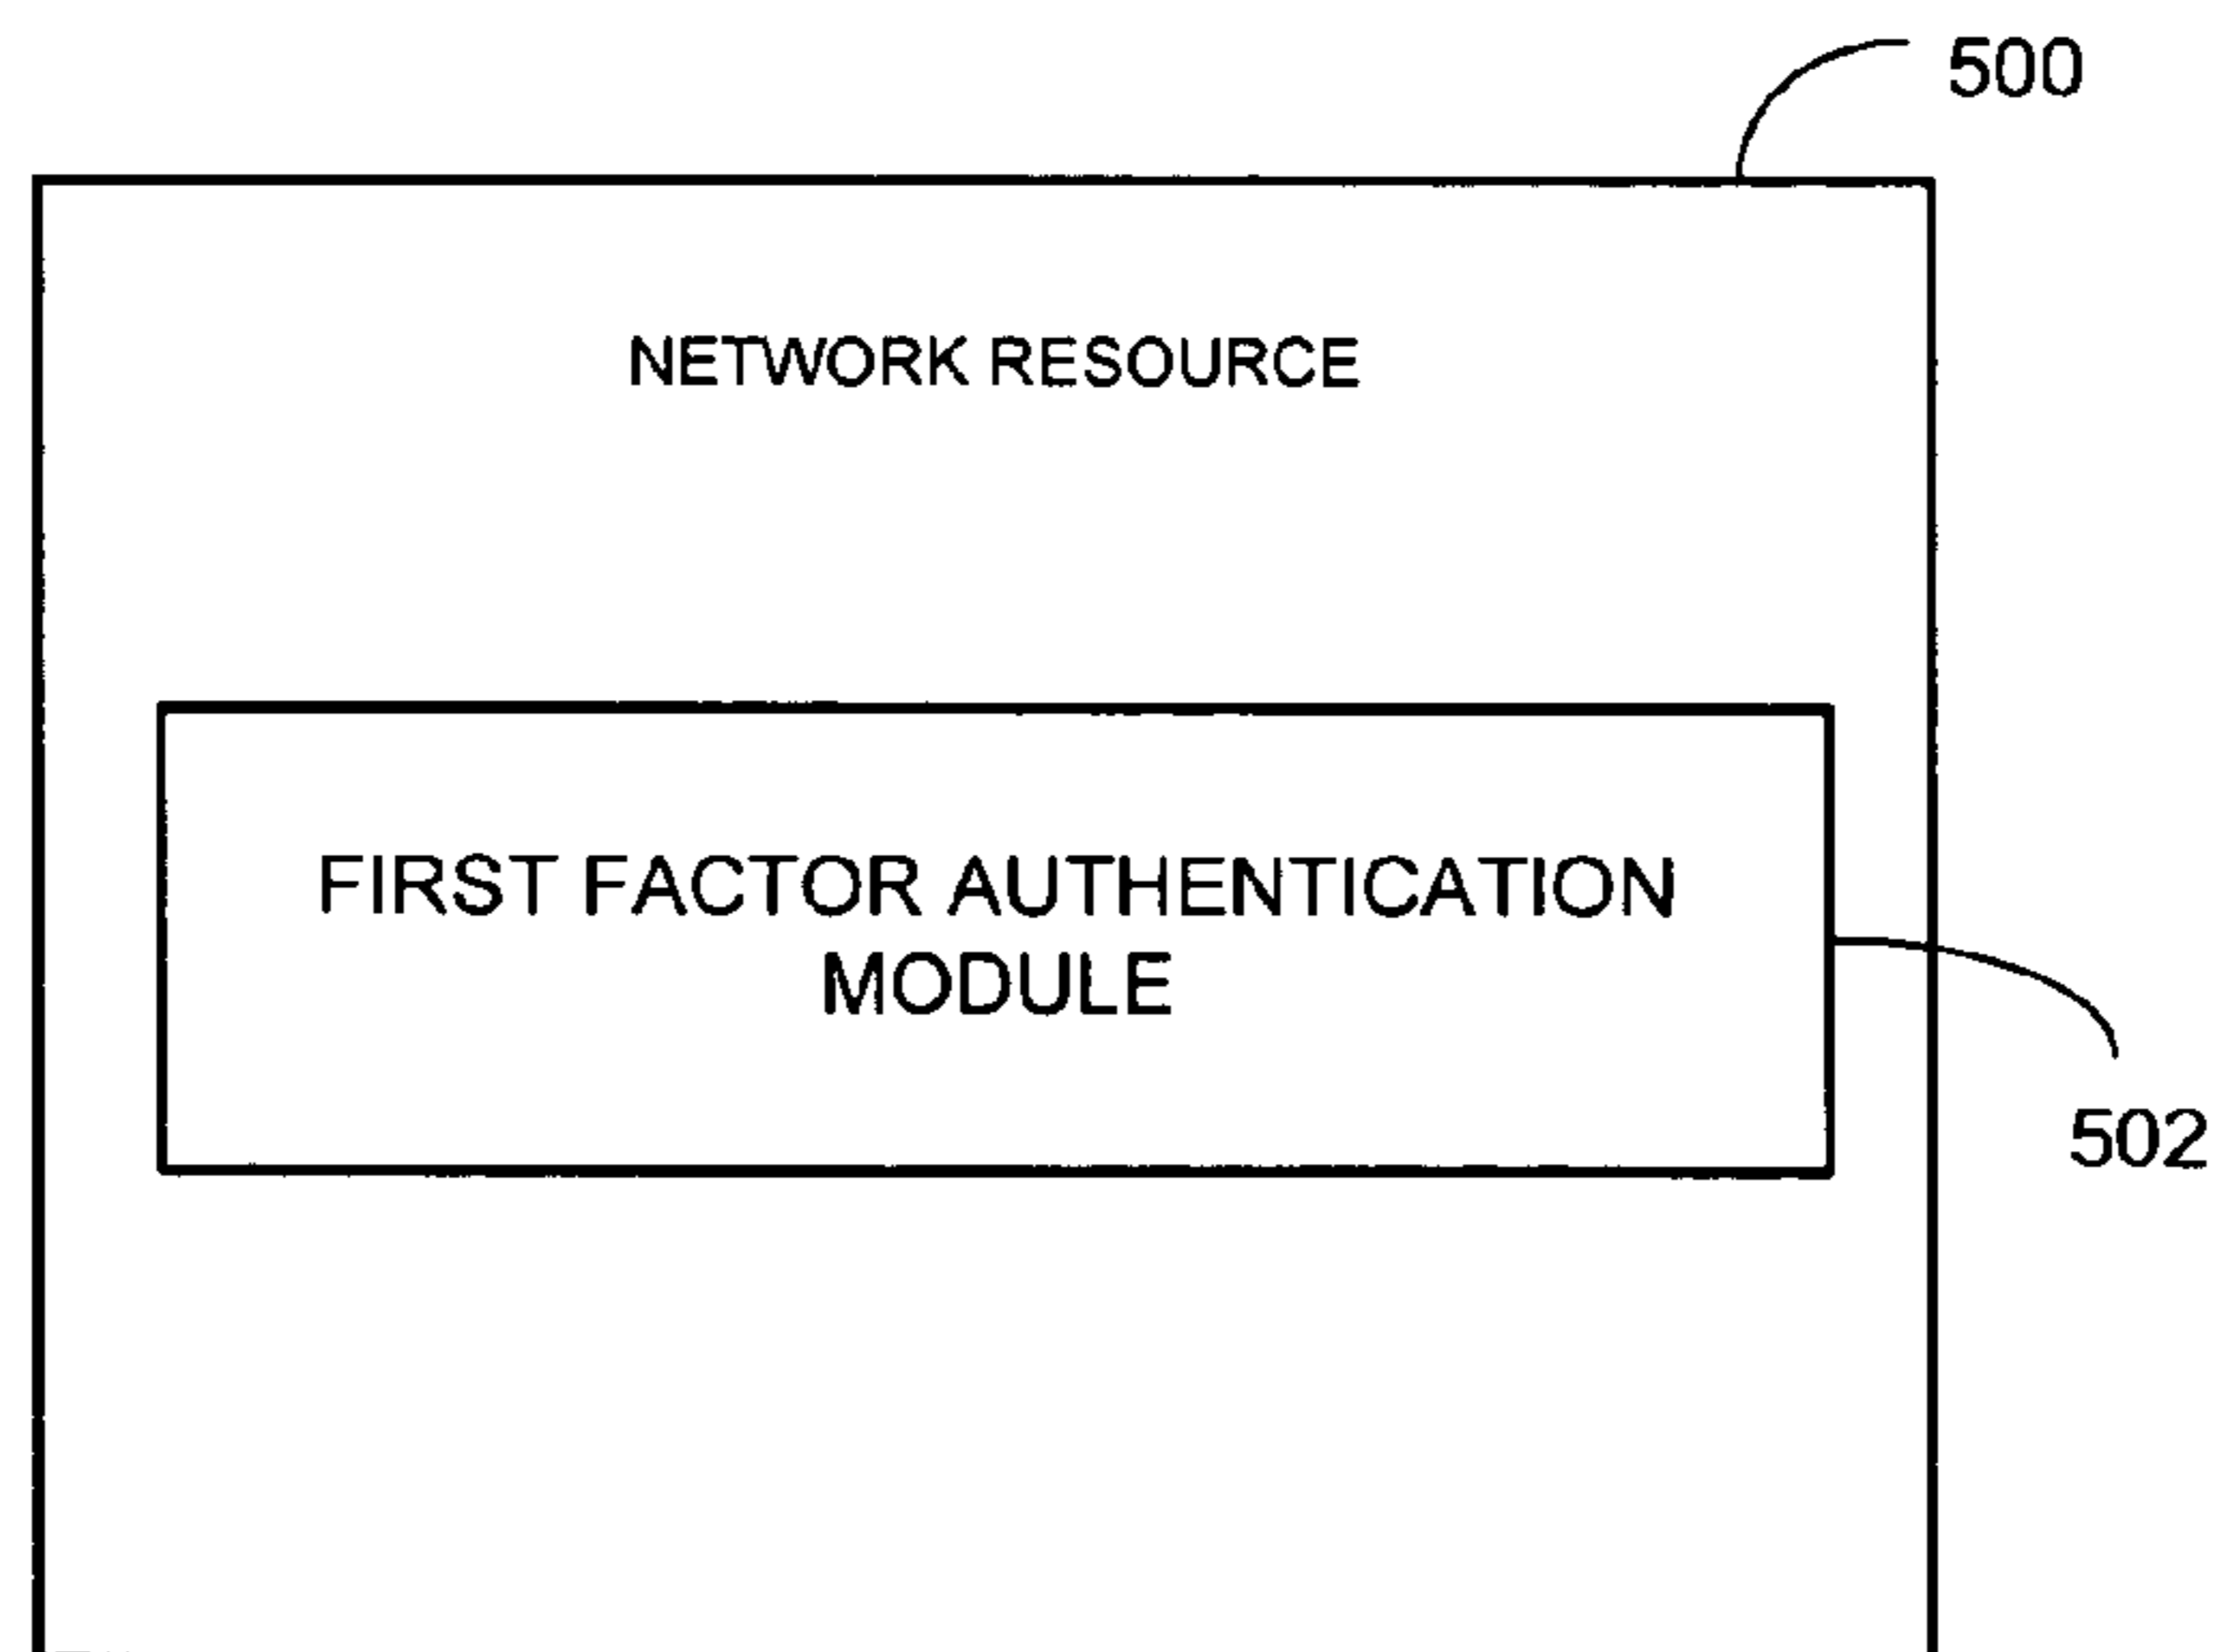 500
NETWORK RESOURCE
FIRST FACTOR AUTHENTICATION
MODULE
502